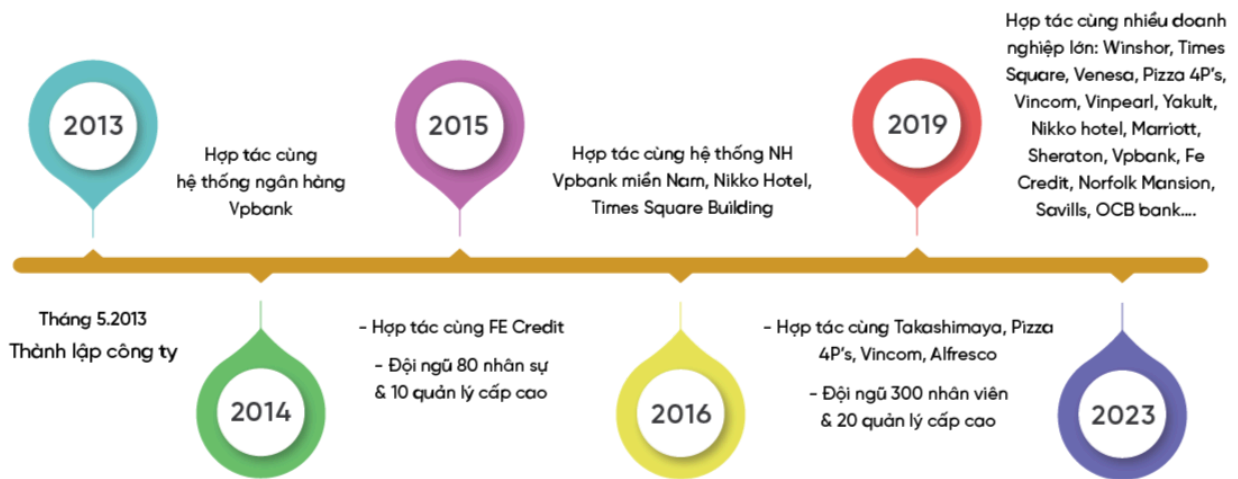 2013
Tháng 5.2013
Thành lập công ty
2014
Hợp tác cùng
hệ thống ngân hàng
Vpbank
2015
- Hợp tác cùng FE Credit
- Đội ngũ 80 nhân sự
& 10 quản lý cấp cao
2016
Hợp tác cùng hệ thống NH
Vpbank miền Nam, Nikko Hotel,
Times Square Building
2019
- Hợp tác cùng Takashimaya, Pizza
4P's, Vincom, Alfresco
- Đội ngũ 300 nhân viên
& 20 quản lý cấp cao
2023
Hợp tác cùng nhiều doanh
nghiệp lớn: Winshor, Times
Square, Venesa, Pizza 4P's,
Vincom, Vinpearl, Yakult,
Nikko hotel, Marriott,
Sheraton, Vpbank, Fe
Credit, Norfolk Mansion,
Savills, OCB bank....